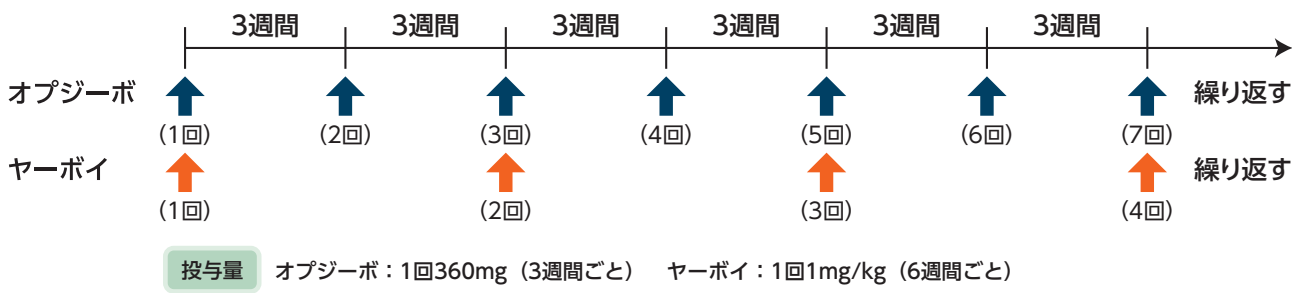 3週間 3週間 3週間 3週間 3週間 3週間
オプジーボ 繰り返す
(1回) (2回) (3回) (4回) (5回) (6回) (7回)
ヤーボイ 繰り返す
(1回) (2回) (3回) (4回)
投与量 オプジーボ：1回360mg（3週間ごと） ヤーボイ：1回1mg/kg（6週間ごと）